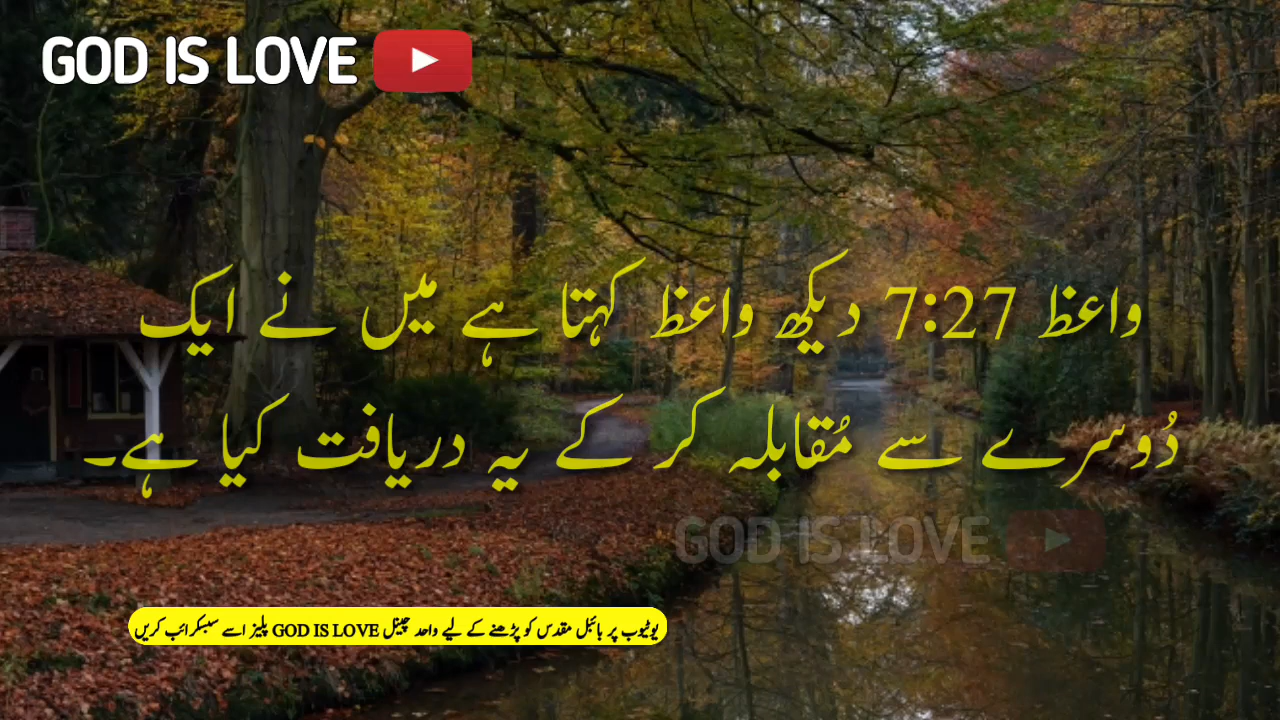 GOD IS LOVE
واعظ 7:27 دیکھ واعظ کہتا ہے میں نے ایک
دُوسرے سے مُقابلہ کر کے یہ دریافت کیا ہے۔
GOD IS LOVE
یوٹیوب پر بائبل مقدس کو پڑھنے کے لیے واحد چینل GOD IS LOVE پلیز اسے سبسکرائب کریں